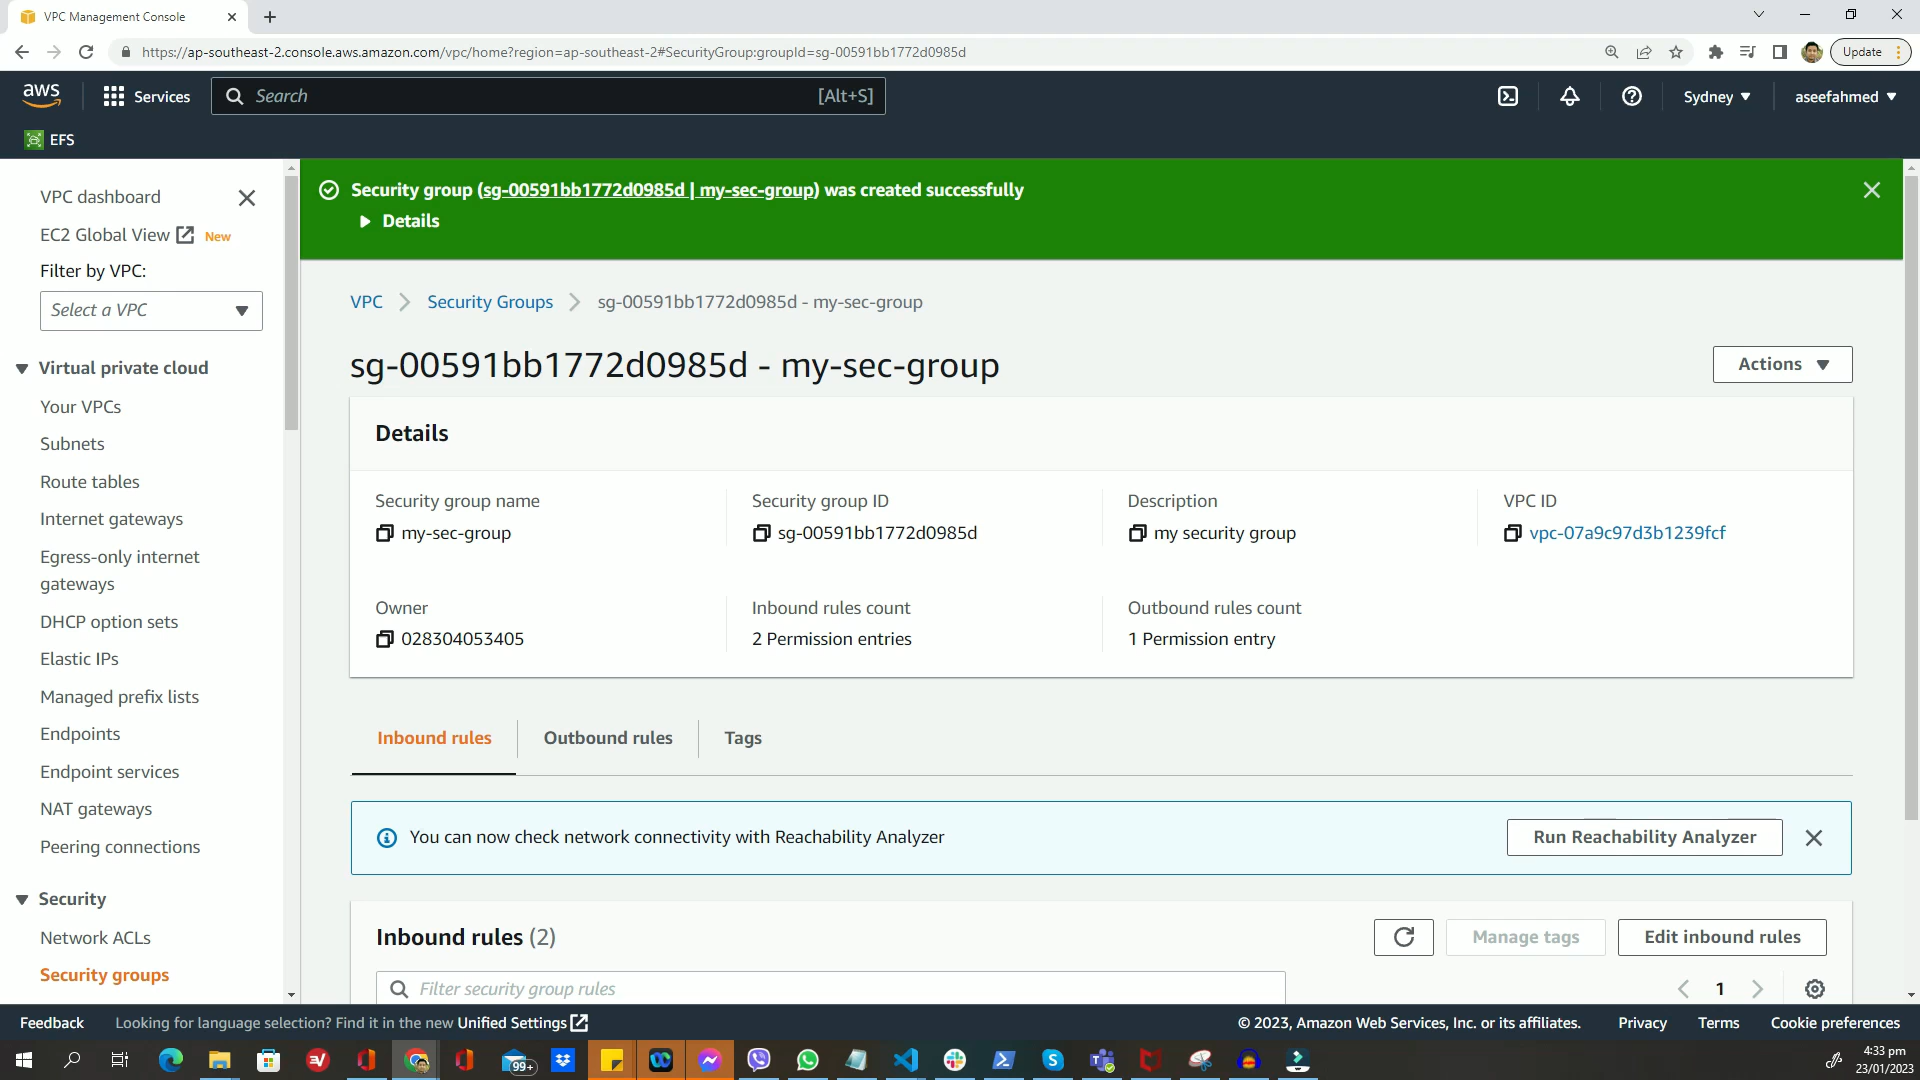 VPC Management Console
https://ap-southeast-2.console.aws.amazon.com/vpc/home?region=ap-southeast-2#SecurityGroup:groupId=sg-00591bb1772d0985d
Update
aws
Services
Search
[Alt+S]
Sydney
aseefahmed
EFS
VPC dashboard
EC2 Global View New
Filter by VPC:
Select a VPC
Virtual private cloud
Your VPCs
Subnets
Route tables
Internet gateways
Egress-only internet
gateways
DHCP option sets
Elastic IPs
Managed prefix lists
Endpoints
Endpoint services
NAT gateways
Peering connections
Security
Network ACLs
Security groups
Security group (sg-00591bb1772d0985d | my-sec-group) was created successfully
Details
VPC
Security Groups
sg-00591bb1772d0985d - my-sec-group
sg-00591bb1772d0985d - my-sec-group
Actions
Details
Security group name
my-sec-group
Security group ID
sg-00591bb1772d0985d
Description
my security group
VPC ID
vpc-07a9c97d3b1239fcf
Owner
028304053405
Inbound rules count
2 Permission entries
Outbound rules count
1 Permission entry
Inbound rules
Outbound rules
Tags
You can now check network connectivity with Reachability Analyzer
Run Reachability Analyzer
Inbound rules (2)
Manage tags
Edit inbound rules
Filter security group rules
1
Feedback
Looking for language selection? Find it in the new Unified Settings
© 2023, Amazon Web Services, Inc. or its affiliates.
Privacy
Terms
Cookie preferences
99+
4:33 pm
23/01/2023